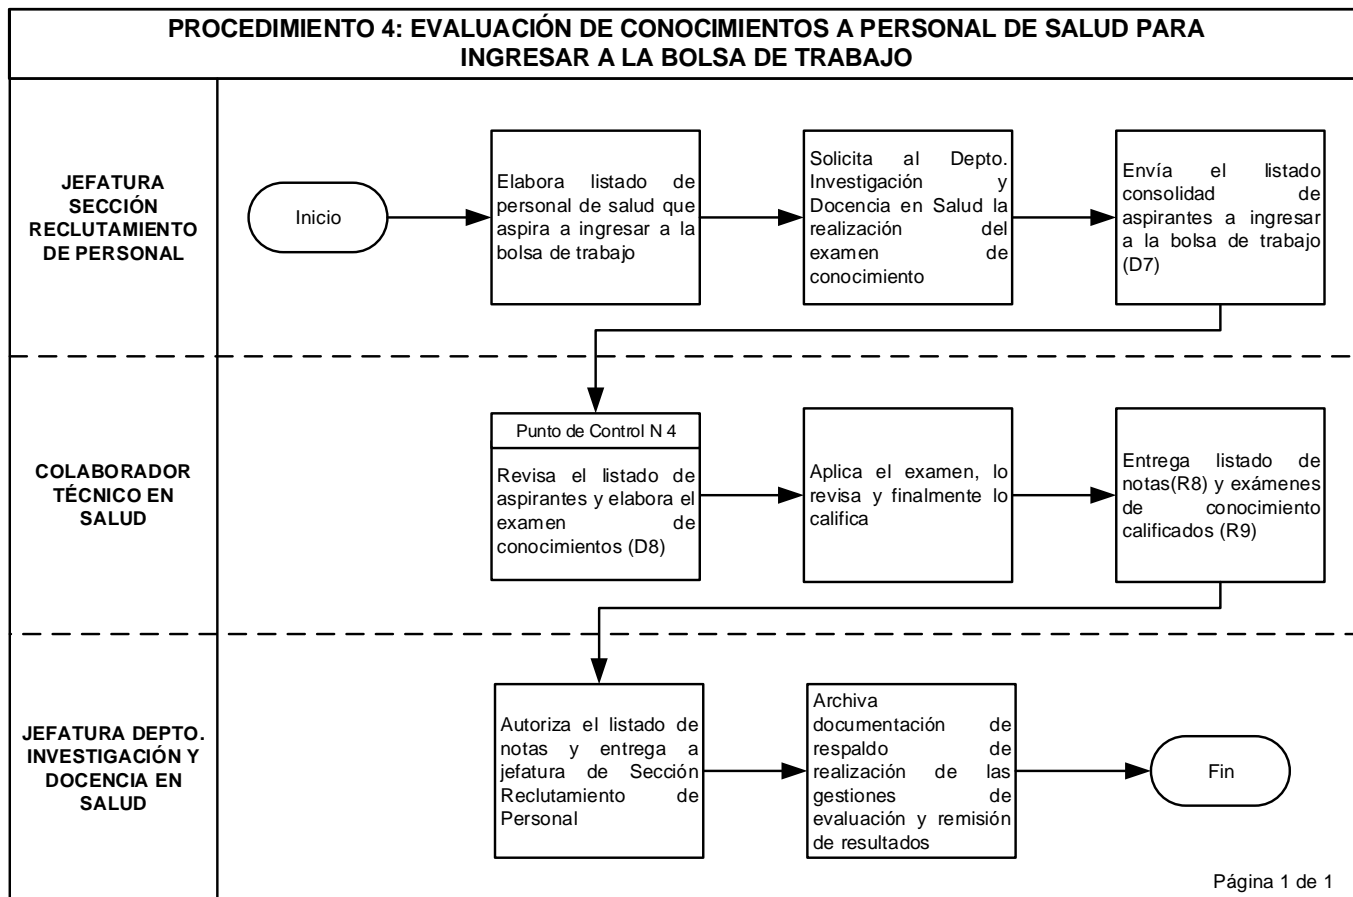 PROCEDIMIENTO 4: EVALUACIÓN DE CONOCIMIENTOS A PERSONAL DE SALUD PARA
INGRESAR A LA BOLSA DE TRABAJO
JEFATURA
SECCIÓN
RECLUTAMIENTO
DE PERSONAL
Inicio
Elabora listado de
personal de salud que
aspira a ingresar a la
bolsa de trabajo
Solicita al Depto.
Investigación y
Docencia en Salud la
realización del
examen de
conocimiento
Envía el listado
consolidad de
aspirantes a ingresar
a la bolsa de trabajo
(D7)
COLABORADOR
TÉCNICO EN
SALUD
Punto de Control N 4
Revisa el listado de
aspirantes y elabora el
examen de
conocimientos (D8)
Aplica el examen, lo
revisa y finalmente lo
califica
Entrega listado de
notas(R8) y exámenes
de conocimiento
calificados (R9)
JEFATURA DEPTO.
INVESTIGACIÓN Y
DOCENCIA EN
SALUD
Autoriza el listado de
notas y entrega a
jefatura de Sección
Reclutamiento de
Personal
Archiva
documentación de
respaldo de
realización de las
gestiones de
evaluación y remisión
de resultados
Fin
Página 1 de 1